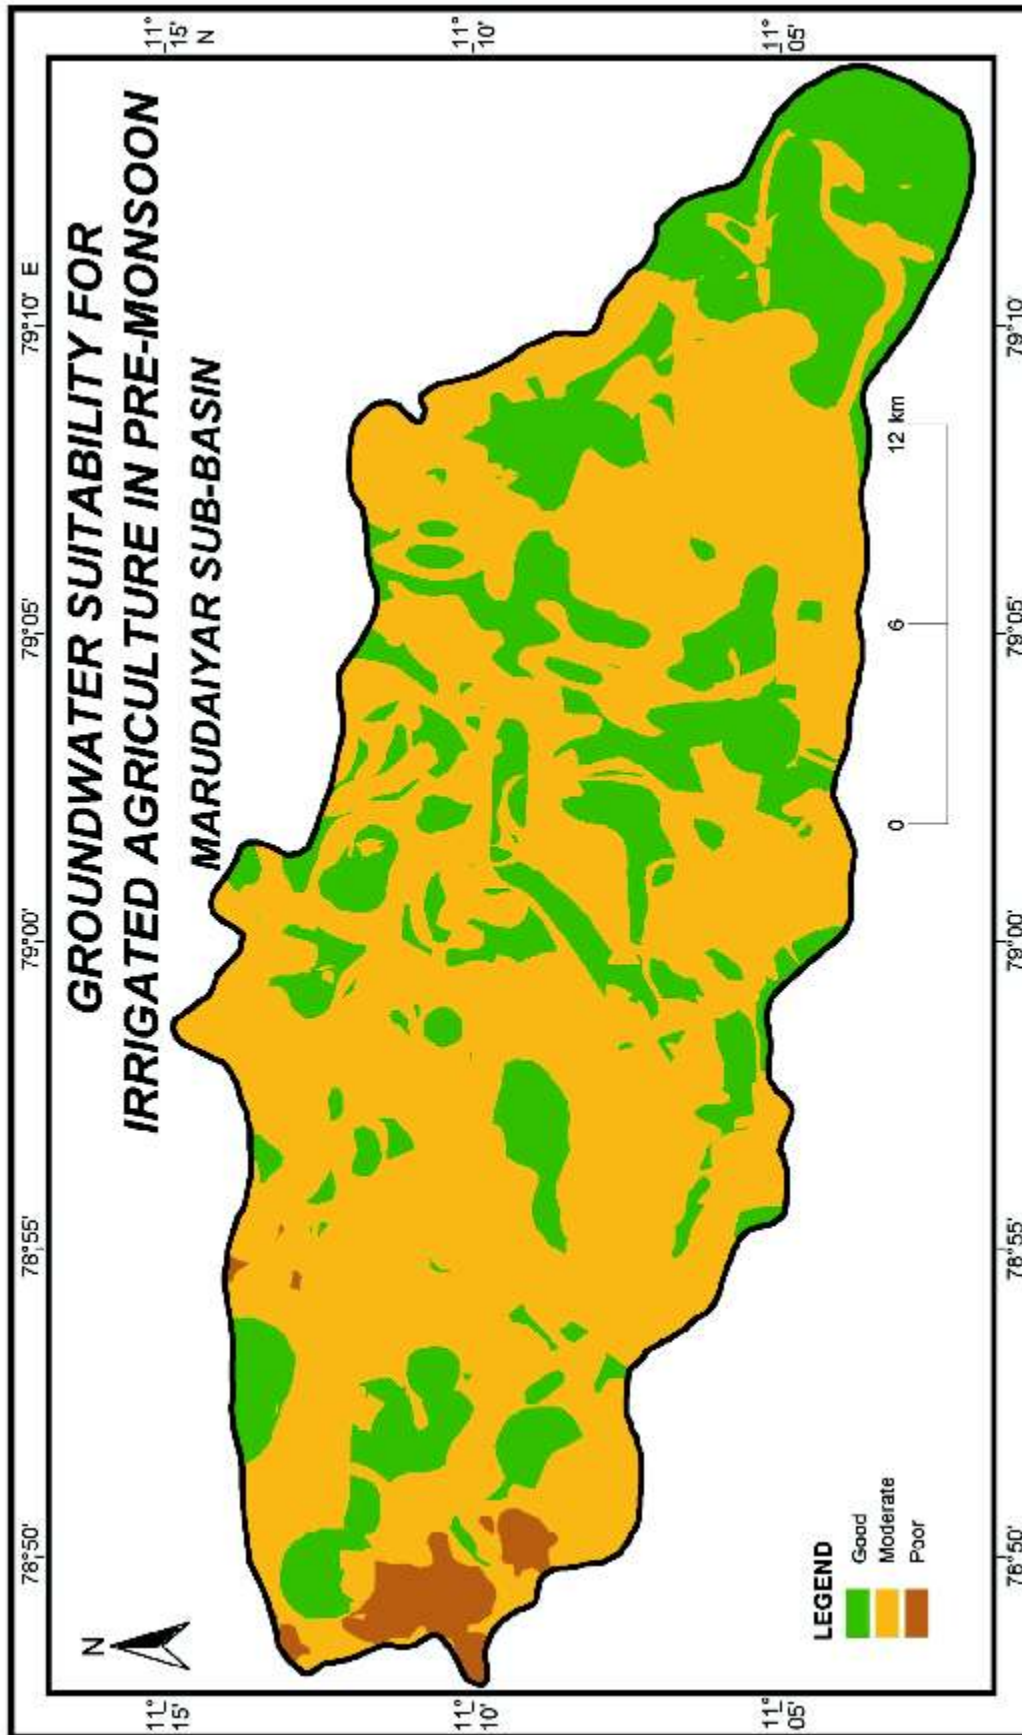 GROUNDWATER SUITABILITY FOR
IRRIGATED AGRICULTURE IN PRE-MONSOON
MARUDAIYAR SUB-BASIN
N
78°50'
78°55'
79°00'
79°05'
79°10' E
11°
15'
11°
10'
11°
05'
11°
15'
N
11°
10'
11°
05'
LEGEND
Good
Moderate
Poor
0 6 12 km
78°50'
78°55'
79°00'
79°05'
79°10'